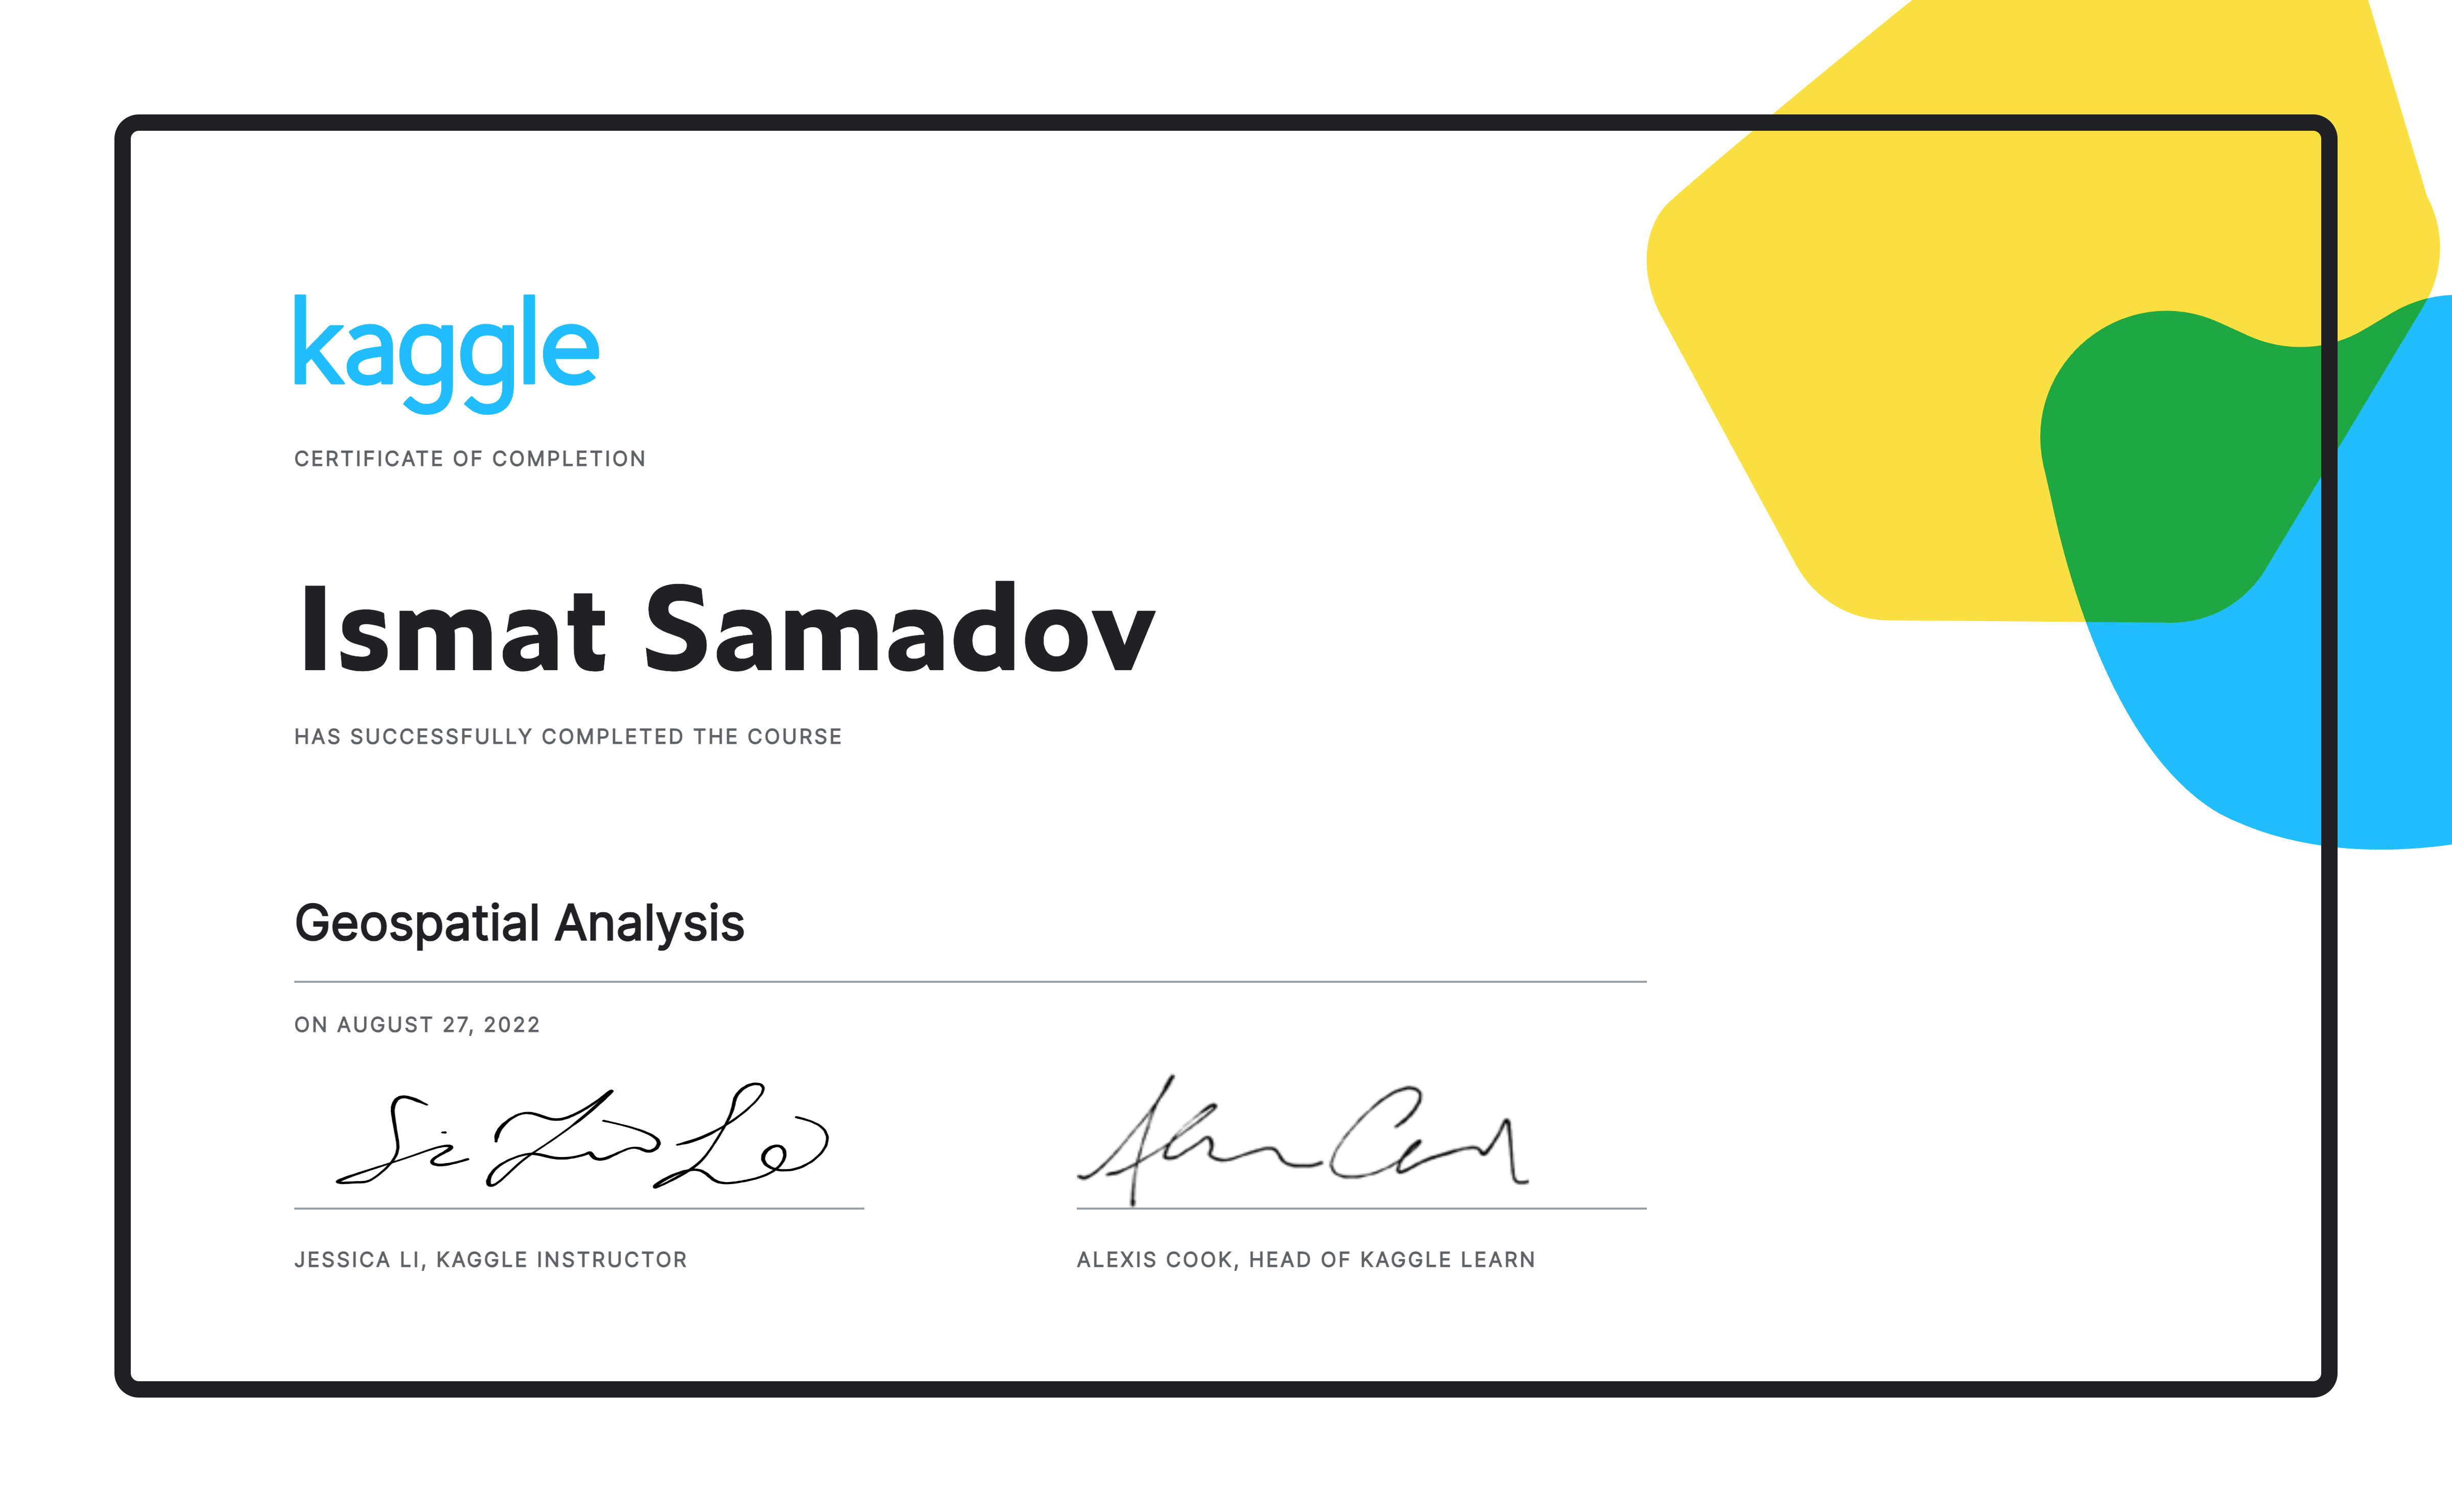 kaggle
CERTIFICATE OF COMPLETION
Ismat Samadov
HAS SUCCESSFULLY COMPLETED THE COURSE
Geospatial Analysis
ON AUGUST 27, 2022
JESSICA LI, KAGGLE INSTRUCTOR
ALEXIS COOK, HEAD OF KAGGLE LEARN